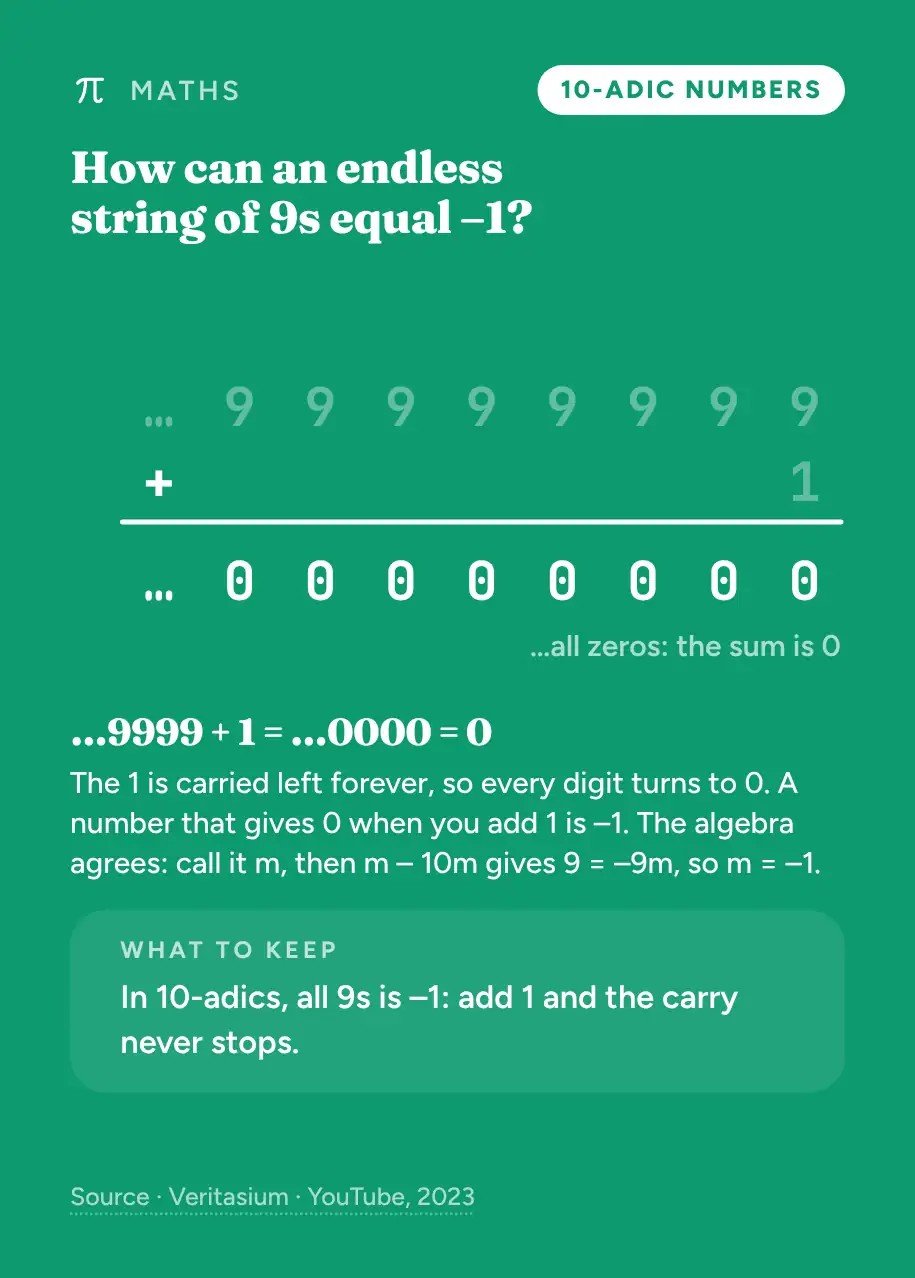 π MATHS
10-ADIC NUMBERS
How can an endless
string of 9s equal –1?
... 9 9 9 9 9 9 9 9
+ 1
... 0 0 0 0 0 0 0 0
...all zeros: the sum is 0
...9999 + 1 = ...0000 = 0
The 1 is carried left forever, so every digit turns to 0. A
number that gives 0 when you add 1 is –1. The algebra
agrees: call it m, then m – 10m gives 9 = –9m, so m = –1.
WHAT TO KEEP
In 10-adics, all 9s is –1: add 1 and the carry
never stops.
Source · Veritasium · YouTube, 2023